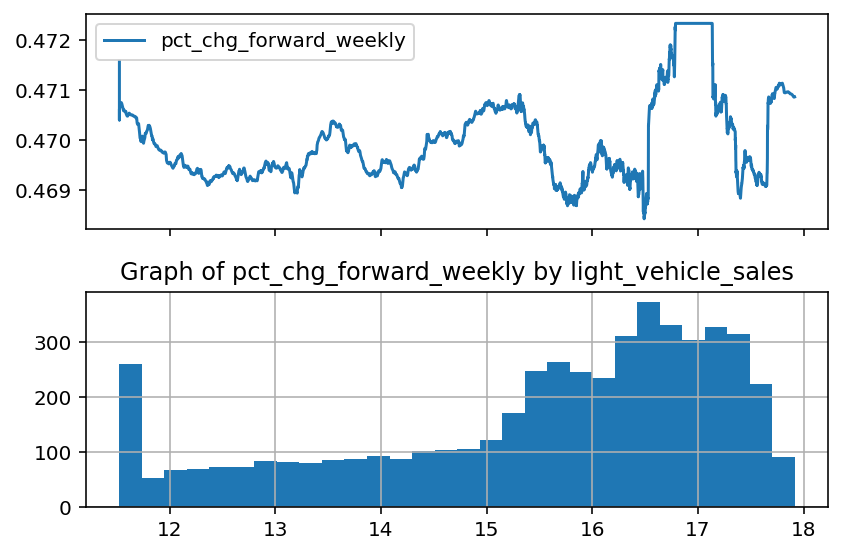 pct_chg_forward_weekly
0.472
0.471
0.470
0.469
Graph of pct_chg_forward_weekly by light_vehicle_sales
300
200
100
0
12 13 14 15 16 17 18